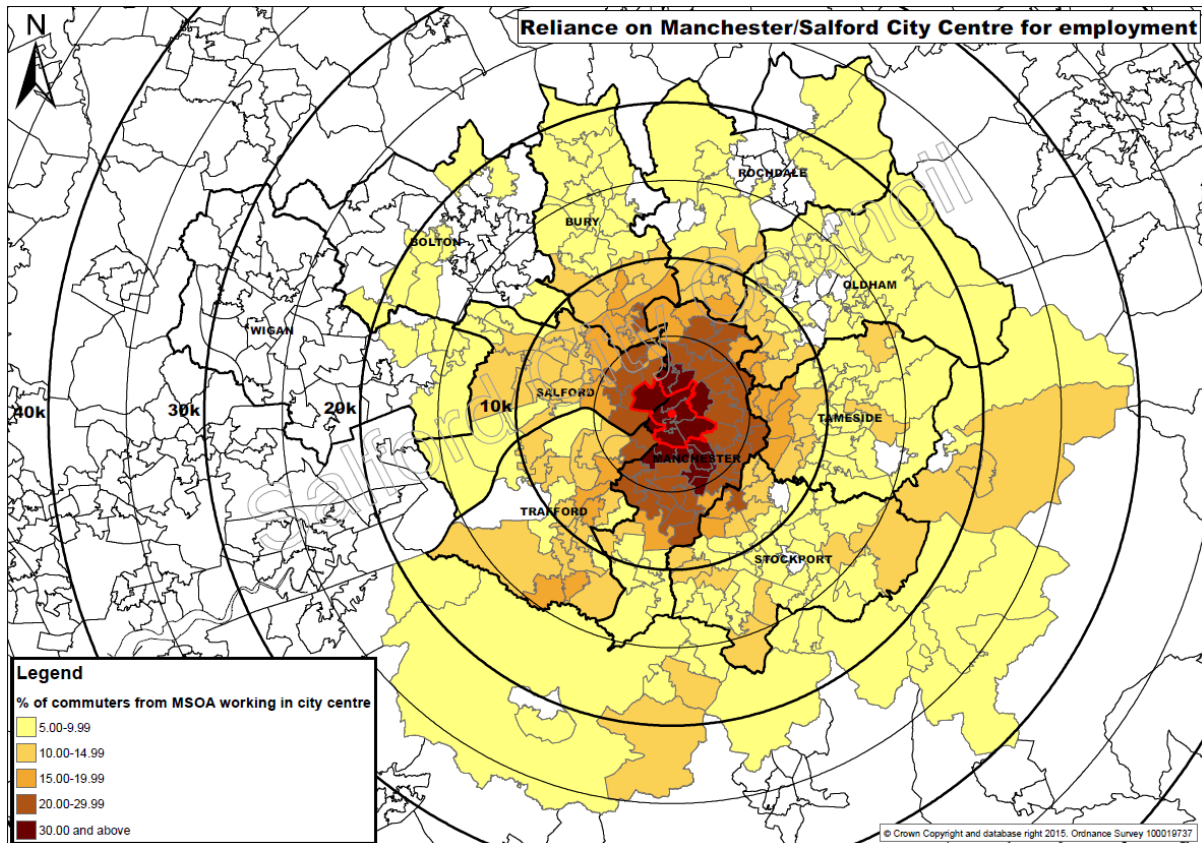 Reliance on Manchester/Salford City Centre for employment
N
ROCHDALE
BURY
BOLTON
OLDHAM
WIGAN
SALFORD
40k
30k
20k
10k
TAMESIDE
MANCHESTER
TRAFFORD
STOCKPORT
Salford City Council
Legend
% of commuters from MSOA working in city centre
5.00-9.99
10.00-14.99
15.00-19.99
20.00-29.99
30.00 and above
© Crown Copyright and database right 2015. Ordnance Survey 100019737